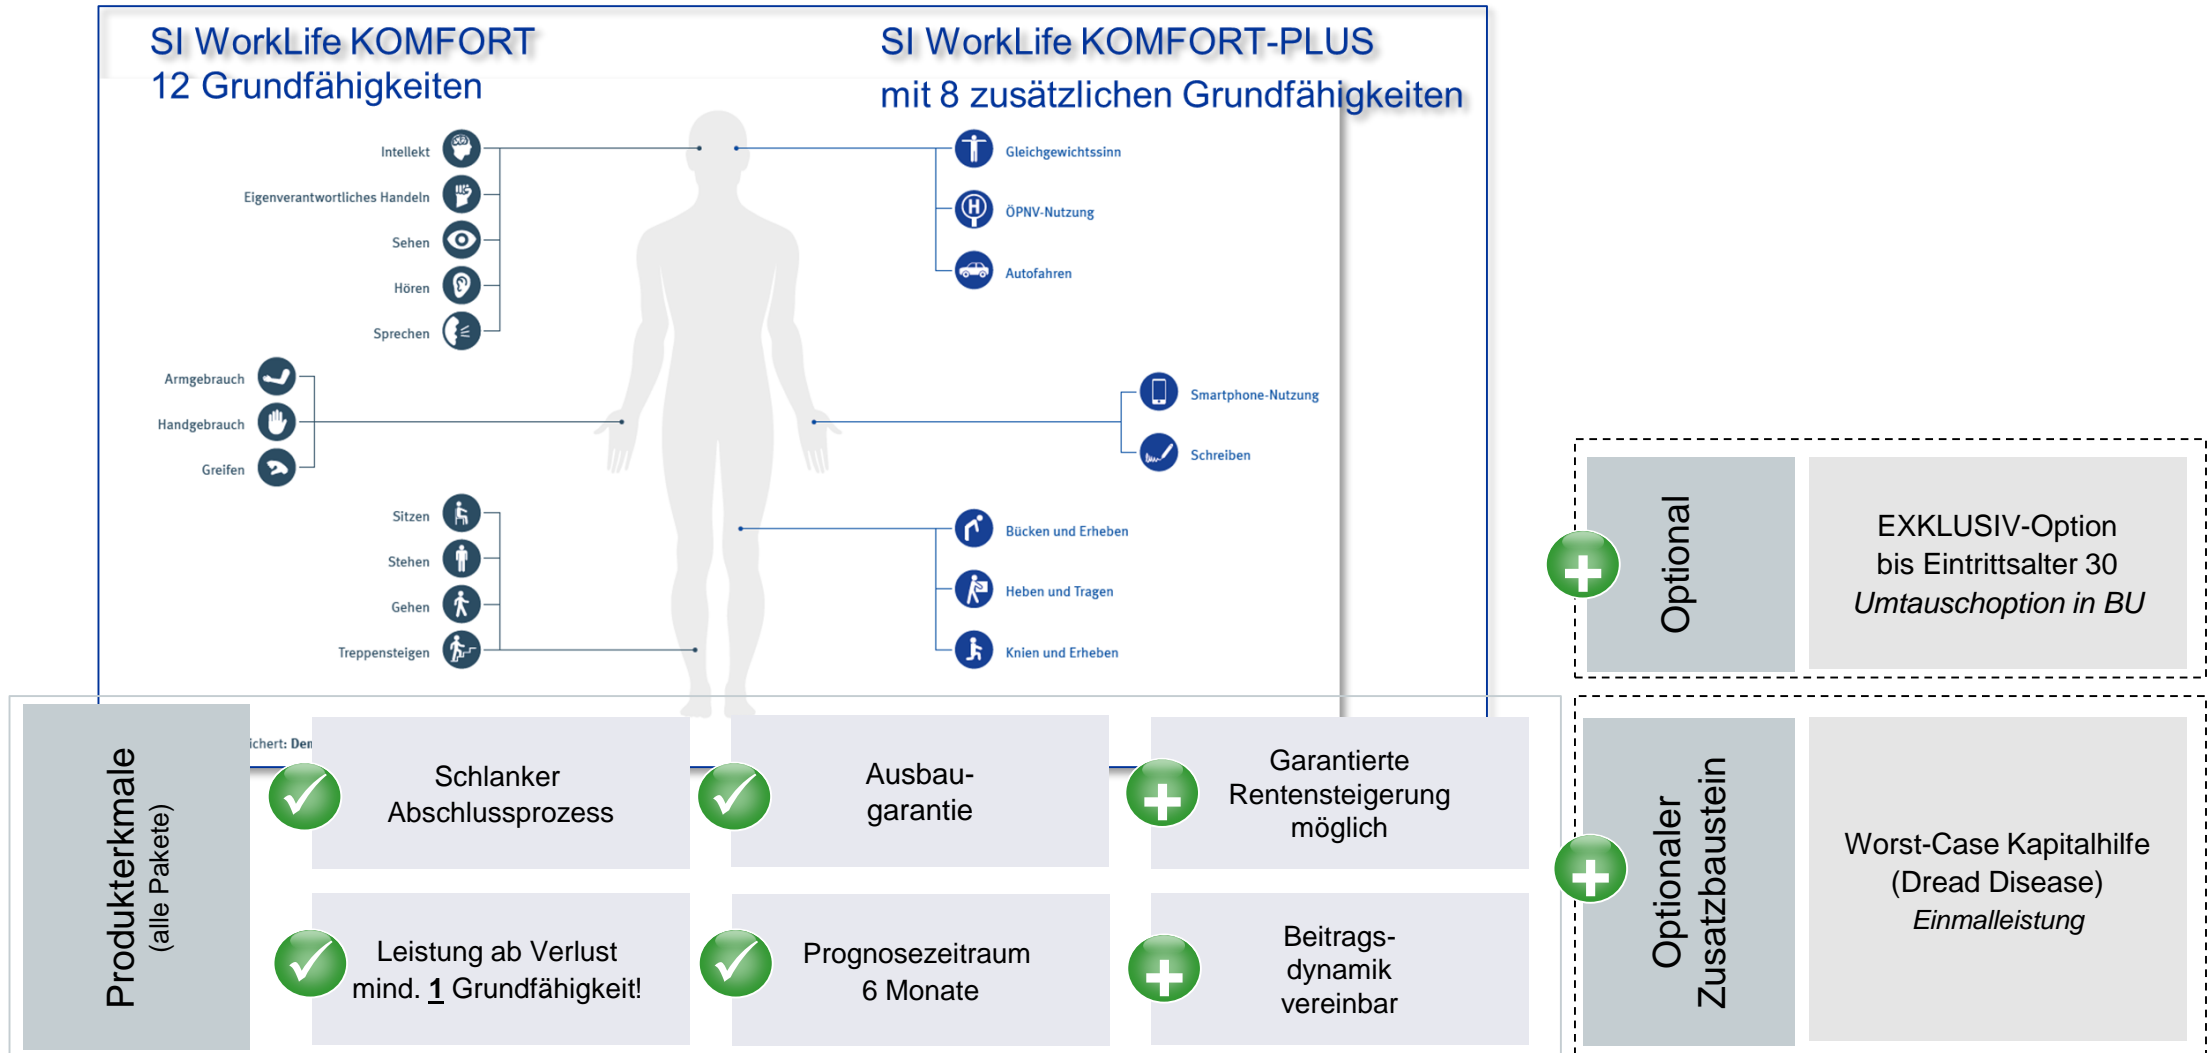 SI WorkLife KOMFORT
12 Grundfähigkeiten
SI WorkLife KOMFORT-PLUS
mit 8 zusätzlichen Grundfähigkeiten
Intellekt
Eigenverantwortliches Handeln
Sehen
Hören
Sprechen
Armgebrauch
Handgebrauch
Greifen
Sitzen
Stehen
Gehen
Treppensteigen
Gleichgewichtssinn
H
ÖPNV-Nutzung
Autofahren
Smartphone-Nutzung
Schreiben
Bücken und Erheben
Heben und Tragen
Knien und Erheben
Optional
EXKLUSIV-Option
bis Eintrittsalter 30
Umtauschoption in BU
Produkterkmale
(alle Pakete)
ichert: Den
Schlanker
Abschlussprozess
Ausbau-
garantie
Garantierte
Rentensteigerung
möglich
Leistung ab Verlust
mind. 1 Grundfähigkeit!
Prognosezeitraum
6 Monate
Beitrags-
dynamik
vereinbar
Optionaler
Zusatzbaustein
Worst-Case Kapitalhilfe
(Dread Disease)
Einmalleistung